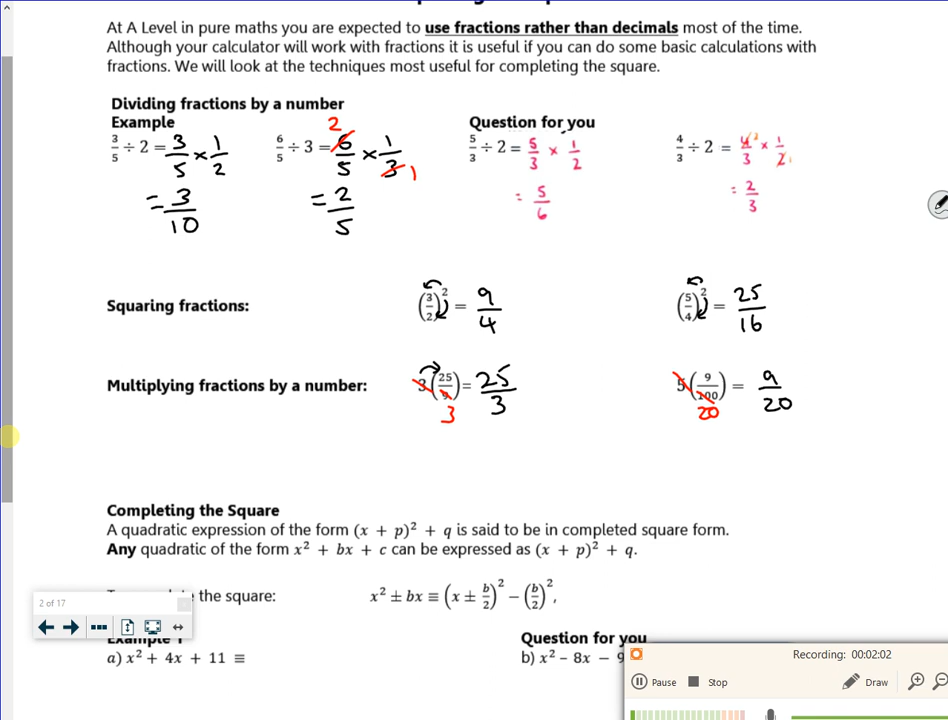 At A Level in pure maths you are expected to use fractions rather than decimals most of the time.
Although your calculator will work with fractions it is useful if you can do some basic calculations with
fractions. We will look at the techniques most useful for completing the square.
Dividing fractions by a number
Example
Question for you
3/5 ÷ 2 = 3/5 × 1/2
= 3/10
6/5 ÷ 3 = 6/5 × 1/3
2
1
= 2/5
5/3 ÷ 2 = 5/3 × 1/2
= 5/6
4/3 ÷ 2 = 4/3 × 1/2
2
1
= 2/3
Squaring fractions:
(3/2)² = 9/4
(5/4)² = 25/16
Multiplying fractions by a number:
3(25/9) = 25/3
3
5(9/100) = 9/20
20
Completing the Square
A quadratic expression of the form (x + p)² + q is said to be in completed square form.
Any quadratic of the form x² + bx + c can be expressed as (x + p)² + q.
the square:
x² ± bx ≡ (x ± b/2)² − (b/2)²,
2 of 17
Example 1
Question for you
a) x² + 4x + 11 ≡
b) x² − 8x − 9
Recording: 00:02:02
Pause
Stop
Draw